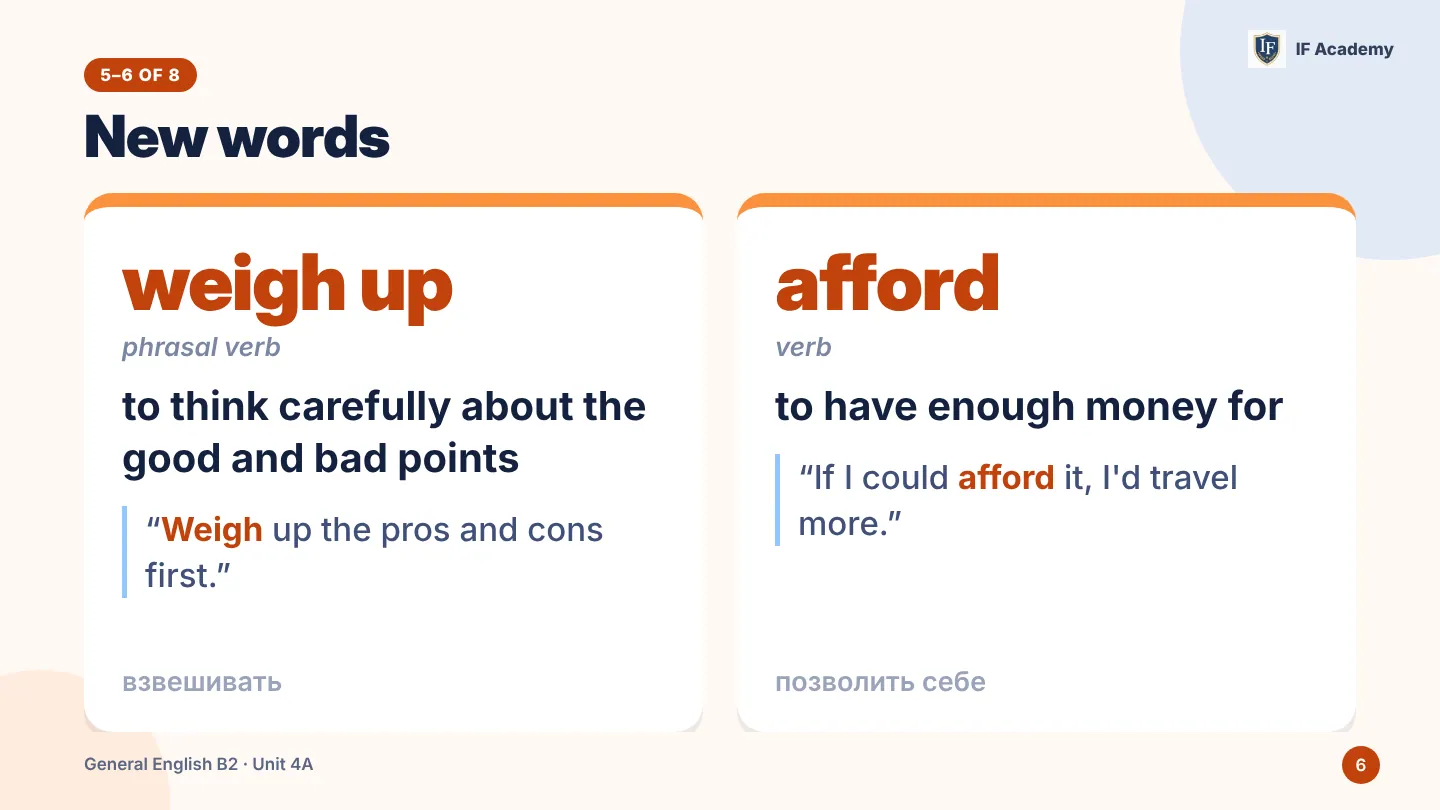 IF
IF Academy
5–6 OF 8
New words
weigh up
phrasal verb
to think carefully about the
good and bad points
“Weigh up the pros and cons
first.”
взвешивать
afford
verb
to have enough money for
“If I could afford it, I'd travel
more.”
позволить себе
General English B2 · Unit 4A
6